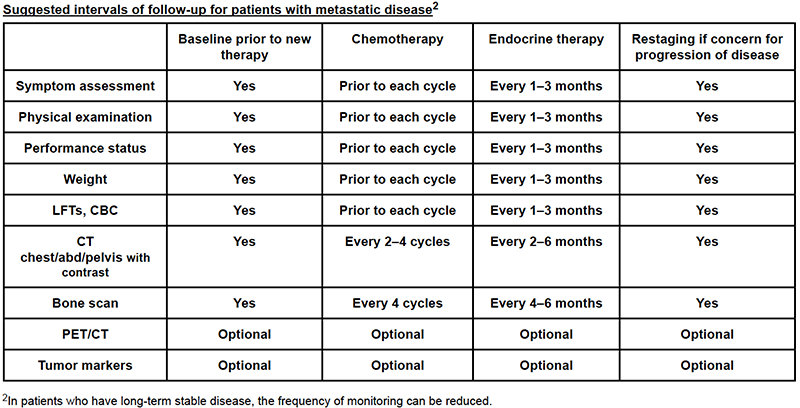 Suggested intervals of follow-up for patients with metastatic disease2
Baseline prior to new therapy Chemotherapy Endocrine therapy Restaging if concern for progression of disease
Symptom assessment Yes Prior to each cycle Every 1–3 months Yes
Physical examination Yes Prior to each cycle Every 1–3 months Yes
Performance status Yes Prior to each cycle Every 1–3 months Yes
Weight Yes Prior to each cycle Every 1–3 months Yes
LFTs, CBC Yes Prior to each cycle Every 1–3 months Yes
CT chest/abd/pelvis with contrast Yes Every 2–4 cycles Every 2–6 months Yes
Bone scan Yes Every 4 cycles Every 4–6 months Yes
PET/CT Optional Optional Optional Optional
Tumor markers Optional Optional Optional Optional
2In patients who have long-term stable disease, the frequency of monitoring can be reduced.